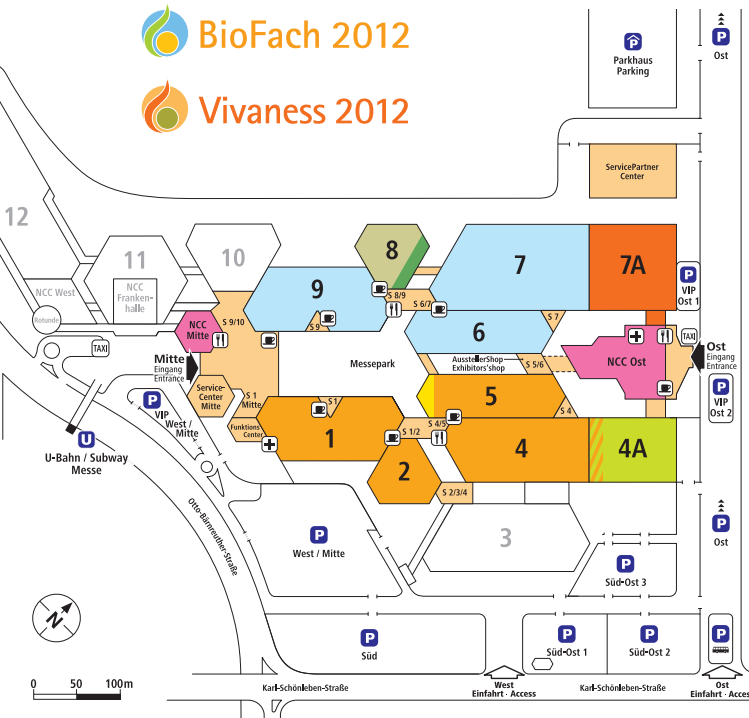 BioFach 2012
Vivaness 2012
P
Ost
P
Parkhaus
Parking
ServicePartner
Center
12
11
NCC
Franken-
halle
NCC West
Rotunde
10
9
8
7
7A
P
VIP
Ost 1
S 8/9
S 6/7
S 9
S 7
NCC
Mitte
S 9/10
TAXI
Mitte
Eingang
Entrance
Messepark
6
AusstellerShop
Exhibitors'shop
S 5/6
NCC Ost
TAXI
Ost
Eingang
Entrance
P
VIP
Ost 2
Service-
Center
Mitte
S 1
Mitte
Funktions
Center
P
VIP
West /
Mitte
U
U-Bahn / Subway
Messe
S1
1
S 1/2
2
S 4/5
5
S 4
4
4A
S 2/3/4
3
Otto-Bärnreuther-Straße
P
West / Mitte
P
Ost
P
Süd-Ost 3
N
P
Süd
P
Süd-Ost 1
P
Süd-Ost 2
P
0 50 100m
Karl-Schönleben-Straße
West
Einfahrt · Access
Karl-Schönleben-Straße
Ost
Einfahrt · Access